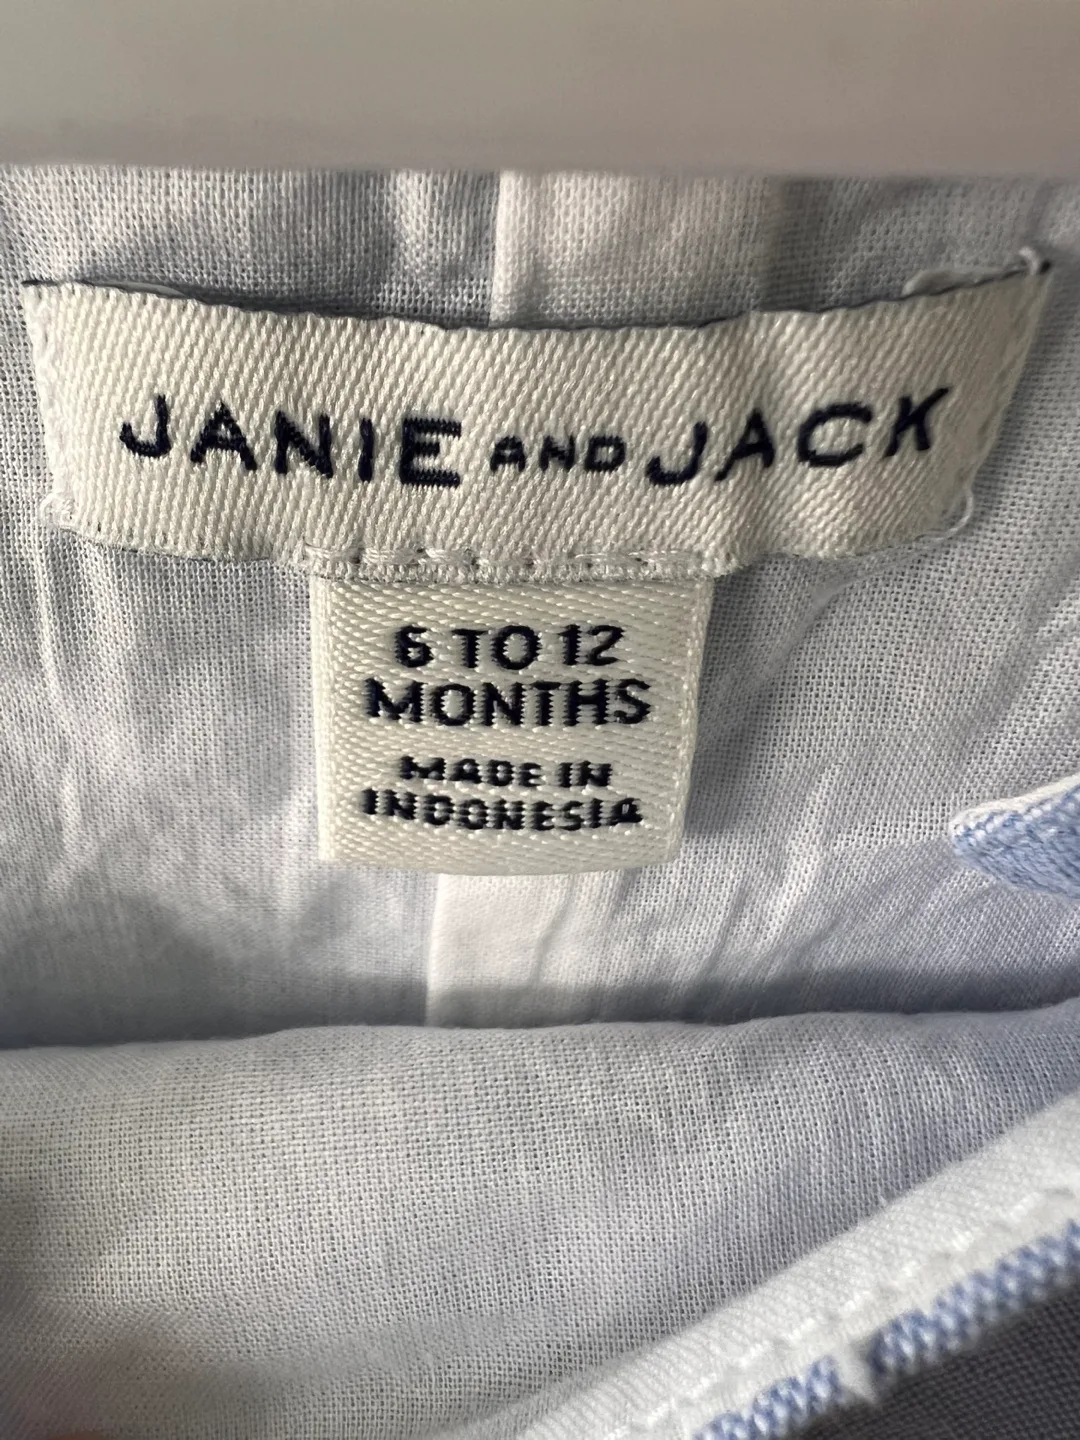 JANIE AND JACK
6 TO 12
MONTHS
MADE IN
INDONESIA